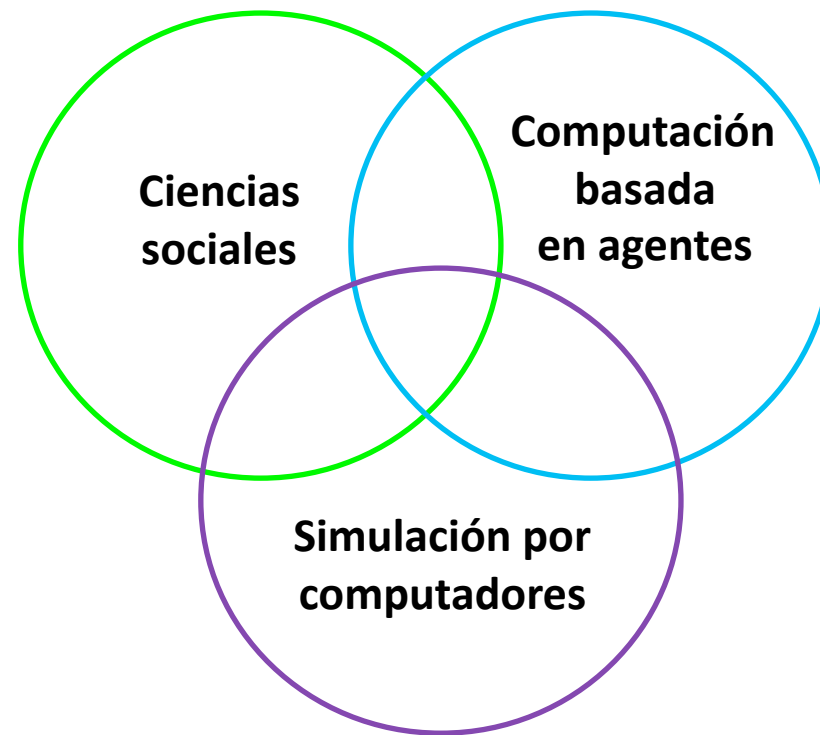 Ciencias
sociales
Computación
basada
en agentes
Simulación por
computadores